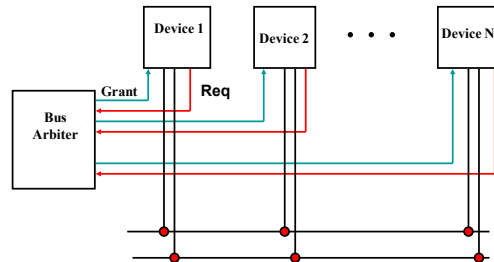 Device 1
Device 2
Device N
Grant
Req
Bus
Arbiter